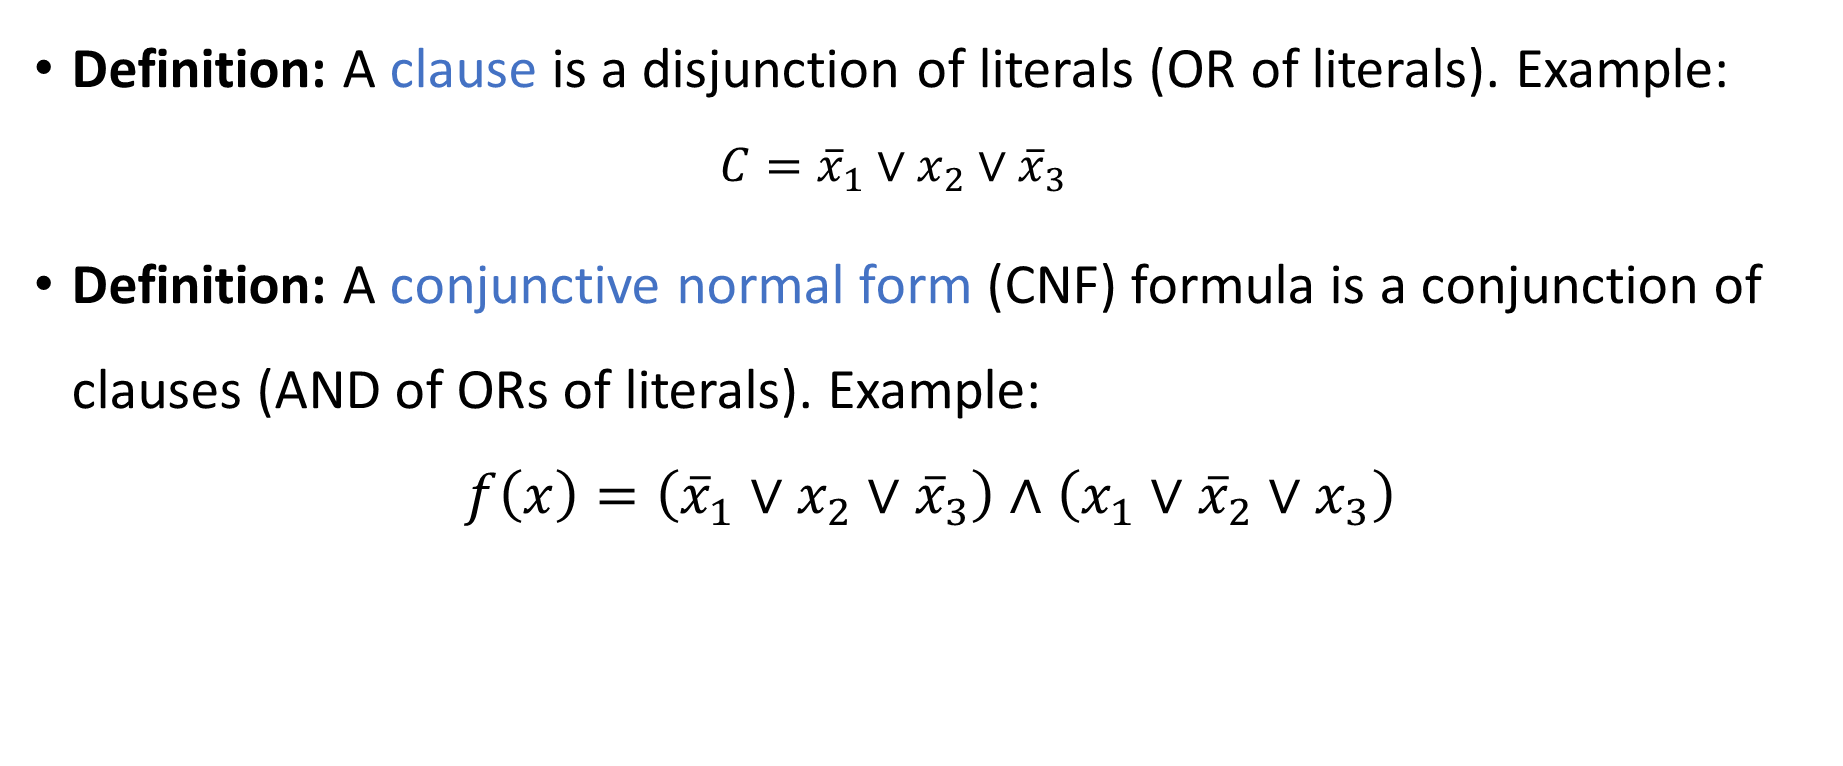 • Definition: A clause is a disjunction of literals (OR of literals). Example:
C = x̄₁ ∨ x₂ ∨ x̄₃
• Definition: A conjunctive normal form (CNF) formula is a conjunction of
clauses (AND of ORs of literals). Example:
f(x) = (x̄₁ ∨ x₂ ∨ x̄₃) ∧ (x₁ ∨ x̄₂ ∨ x₃)